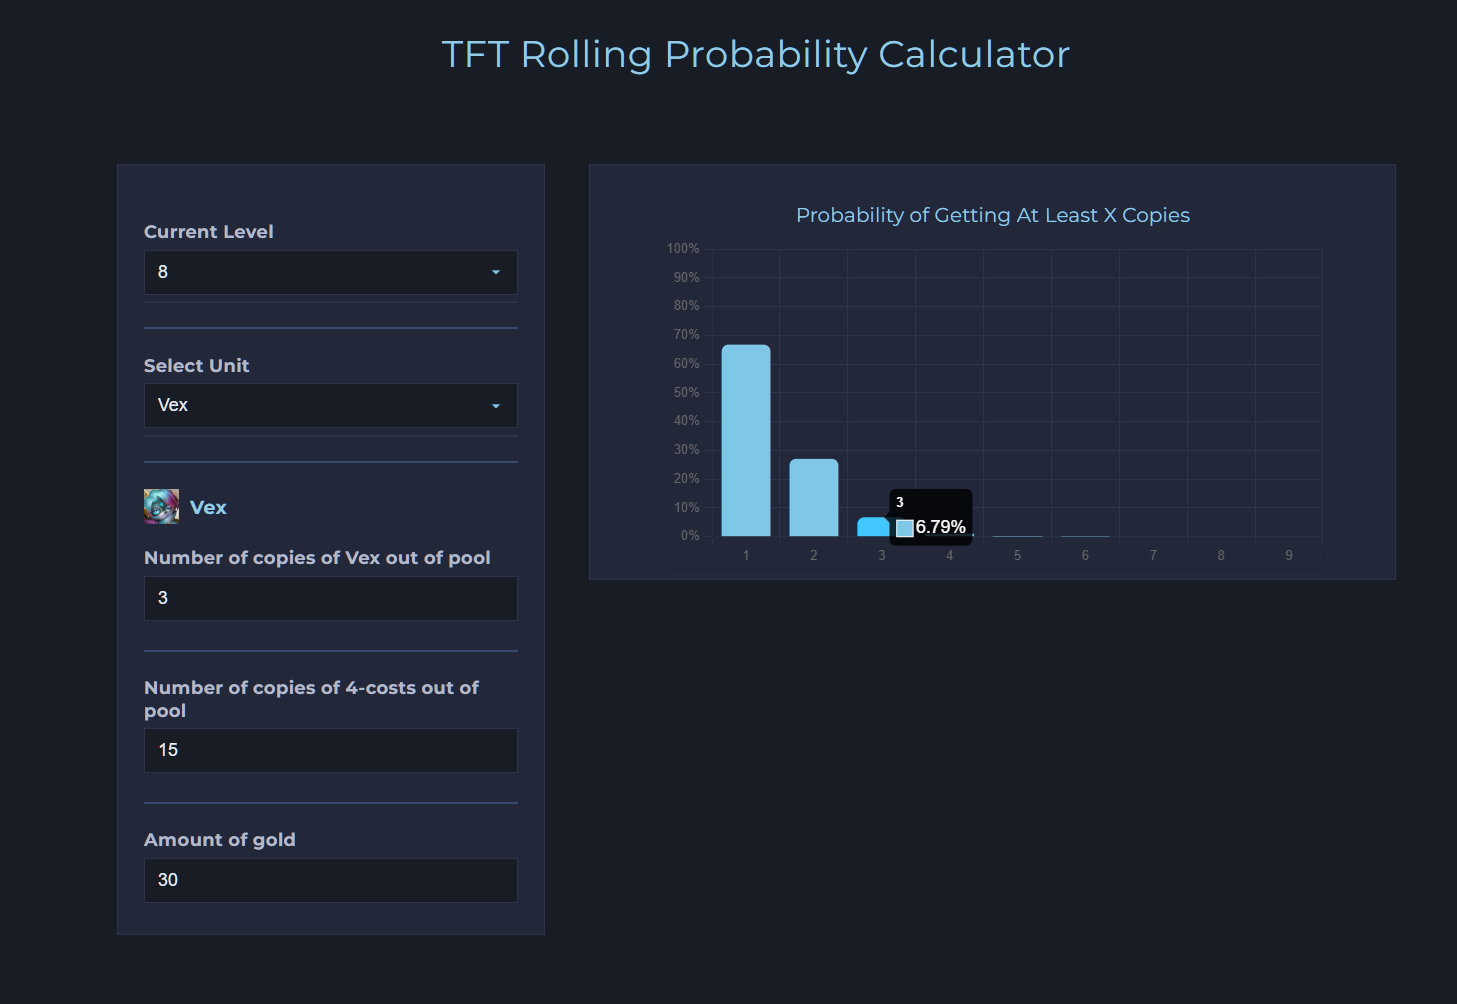 TFT Rolling Probability Calculator
Current Level
8
Select Unit
Vex
Vex
Number of copies of Vex out of pool
3
Number of copies of 4-costs out of
pool
15
Amount of gold
30
Probability of Getting At Least X Copies
100%
90%
80%
70%
60%
50%
40%
30%
20%
10%
0%
3
6.79%
1 2 3 4 5 6 7 8 9